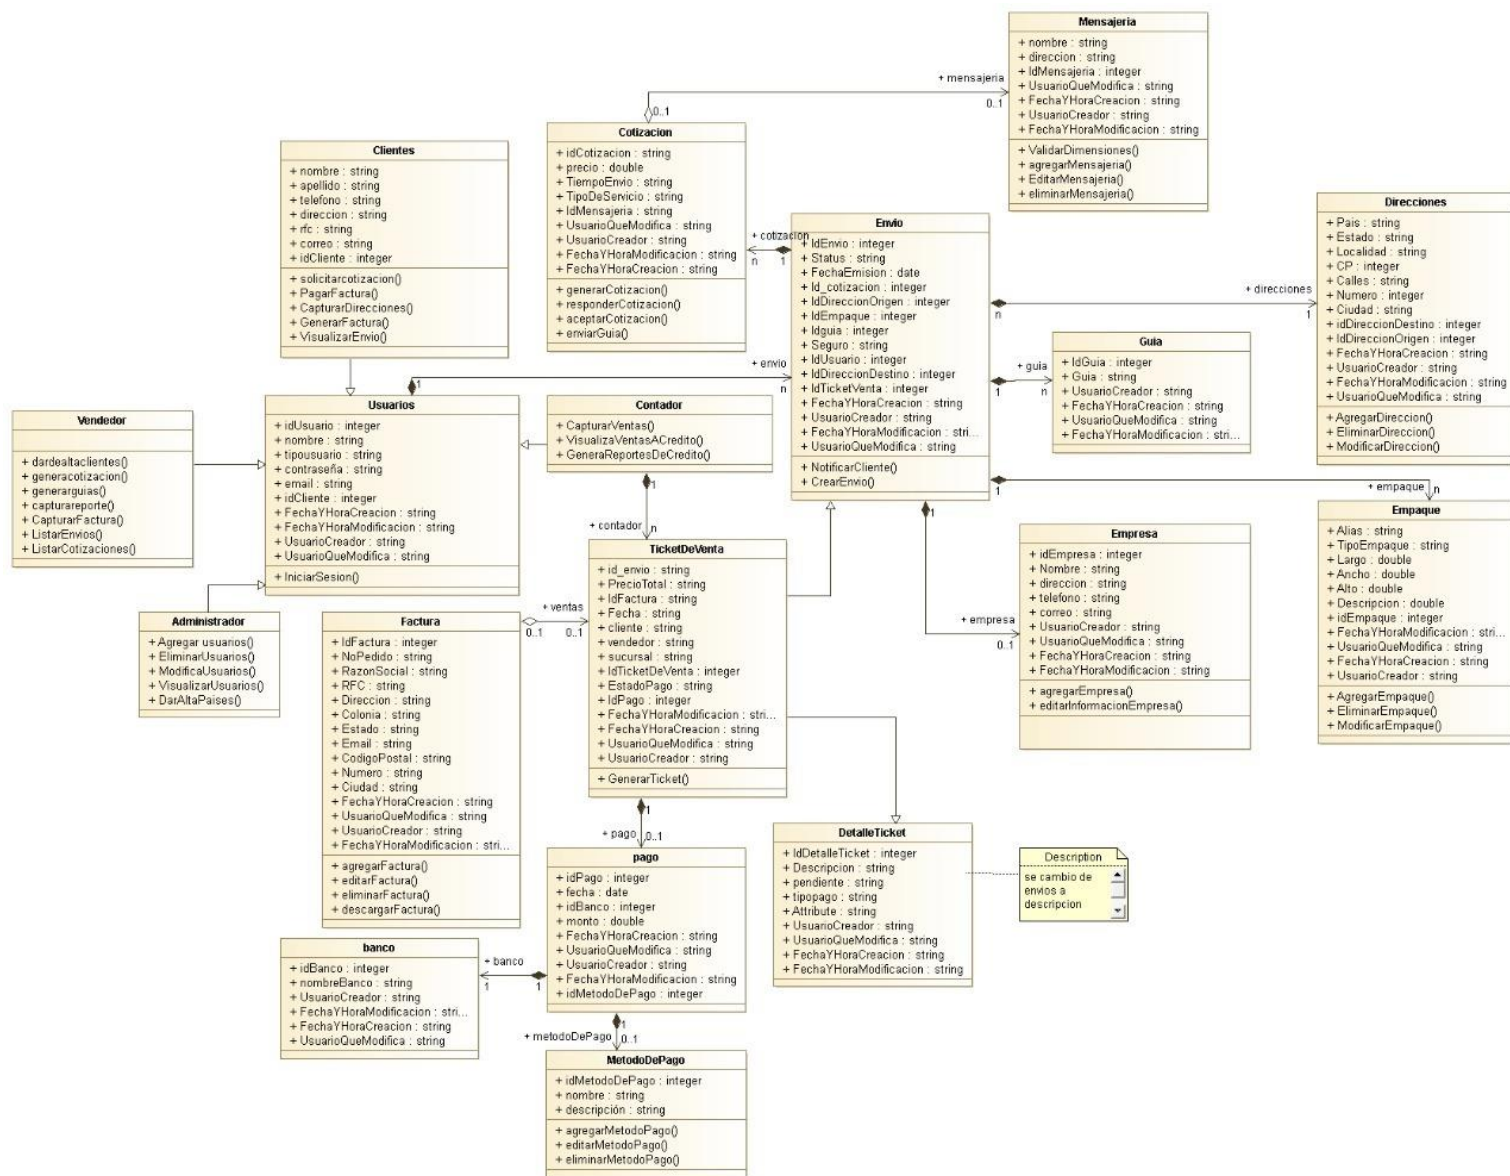 Mensajeria
+ nombre : string
+ direccion : string
+ IdMensajeria : integer
+ UsuarioQueModifica : string
+ FechaYHoraCreacion : string
+ UsuarioCreador : string
+ FechaYHoraModificacion : string
+ ValidarDimensiones()
+ agregarMensajeria()
+ EditarMensajeria()
+ eliminarMensajeria()
+ mensajeria
0..1
0..1
Cotizacion
+ idCotizacion : string
+ precio : double
+ TiempoEnvio : string
+ TipoDeServicio : string
+ IdMensajeria : string
+ UsuarioQueModifica : string
+ UsuarioCreador : string
+ FechaYHoraModificacion : string
+ FechaYHoraCreacion : string
+ generarCotizacion()
+ responderCotizacion()
+ aceptarCotizacion()
+ enviarGuia()
Clientes
+ nombre : string
+ apellido : string
+ telefono : string
+ direccion : string
+ rfc : string
+ correo : string
+ idCliente : integer
+ solicitarcotizacion()
+ PagarFactura()
+ CapturarDirecciones()
+ GenerarFactura()
+ VisualizarEnvio()
+ cotizacion
n
1
Envio
+ IdEnvio : integer
+ Status : string
+ FechaEmision : date
+ Id_cotizacion : integer
+ IdDireccionOrigen : integer
+ IdEmpaque : integer
+ Idguia : integer
+ Seguro : string
+ IdUsuario : integer
+ IdDireccionDestino : integer
+ IdTicketVenta : integer
+ FechaYHoraCreacion : string
+ UsuarioCreador : string
+ FechaYHoraModificacion : stri...
+ UsuarioQueModifica : string
+ NotificarCliente()
+ CrearEnvio()
Direcciones
+ Pais : string
+ Estado : string
+ Localidad : string
+ CP : integer
+ Calles : string
+ Numero : integer
+ Ciudad : string
+ idDireccionDestino : integer
+ IdDireccionOrigen : integer
+ FechaYHoraCreacion : string
+ UsuarioCreador : string
+ FechaYHoraModificacion : string
+ UsuarioQueModifica : string
+ AgregarDireccion()
+ EliminarDireccion()
+ ModificarDireccion()
+ direcciones
n
1
Guia
+ IdGuia : integer
+ Guia : string
+ UsuarioCreador : string
+ FechaYHoraCreacion : string
+ UsuarioQueModifica : string
+ FechaYHoraModificacion : stri...
+ guia
1
n
+ envio
1
n
Vendedor
+ dardealtaclientes()
+ generacotizacion()
+ generarguias()
+ capturareporte()
+ CapturarFactura()
+ ListarEnvios()
+ ListarCotizaciones()
Usuarios
+ idUsuario : integer
+ nombre : string
+ tipousuario : string
+ contraseña : string
+ email : string
+ idCliente : integer
+ FechaYHoraCreacion : string
+ FechaYHoraModificacion : string
+ UsuarioCreador : string
+ UsuarioQueModifica : string
+ IniciarSesion()
Contador
+ CapturarVentas()
+ VisualizaVentasACredito()
+ GeneraReportesDeCredito()
1
+ contador
n
+ empaque
1
n
Empaque
+ Alias : string
+ TipoEmpaque : string
+ Largo : double
+ Ancho : double
+ Alto : double
+ Descripcion : double
+ idEmpaque : integer
+ FechaYHoraModificacion : stri...
+ UsuarioQueModifica : string
+ FechaYHoraCreacion : string
+ UsuarioCreador : string
+ AgregarEmpaque()
+ EliminarEmpaque()
+ ModificarEmpaque()
1
+ empresa
0..1
Empresa
+ idEmpresa : integer
+ Nombre : string
+ direccion : string
+ telefono : string
+ correo : string
+ UsuarioCreador : string
+ UsuarioQueModifica : string
+ FechaYHoraCreacion : string
+ FechaYHoraModificacion : string
+ agregarEmpresa()
+ editarInformacionEmpresa()
TicketDeVenta
+ id_envio : string
+ PrecioTotal : string
+ IdFactura : string
+ Fecha : string
+ cliente : string
+ vendedor : string
+ sucursal : string
+ IdTicketDeVenta : integer
+ EstadoPago : string
+ IdPago : integer
+ FechaYHoraModificacion : stri...
+ FechaYHoraCreacion : string
+ UsuarioQueModifica : string
+ UsuarioCreador : string
+ GenerarTicket()
Administrador
+ Agregar usuarios()
+ EliminarUsuarios()
+ ModificaUsuarios()
+ VisualizarUsuarios()
+ DarAltaPaises()
Factura
+ IdFactura : integer
+ NoPedido : string
+ RazonSocial : string
+ RFC : string
+ Direccion : string
+ Colonia : string
+ Estado : string
+ Email : string
+ CodigoPostal : string
+ Numero : string
+ Ciudad : string
+ FechaYHoraCreacion : string
+ UsuarioQueModifica : string
+ UsuarioCreador : string
+ FechaYHoraModificacion : stri...
+ agregarFactura()
+ editarFactura()
+ eliminarFactura()
+ descargarFactura()
+ ventas
0..1
0..1
1
+ pago
0..1
pago
+ idPago : integer
+ fecha : date
+ idBanco : integer
+ monto : double
+ FechaYHoraCreacion : string
+ UsuarioQueModifica : string
+ UsuarioCreador : string
+ FechaYHoraModificacion : string
+ idMetodoDePago : integer
DetalleTicket
+ IdDetalleTicket : integer
+ Descripcion : string
+ pendiente : string
+ tipopago : string
+ Attribute : string
+ UsuarioCreador : string
+ UsuarioQueModifica : string
+ FechaYHoraCreacion : string
+ FechaYHoraModificacion : string
Description
se cambio de
envios a
descripcion
banco
+ idBanco : integer
+ nombreBanco : string
+ UsuarioCreador : string
+ FechaYHoraModificacion : stri...
+ FechaYHoraCreacion : string
+ UsuarioQueModifica : string
+ banco
1
1
1
+ metodoDePago
0..1
MetodoDePago
+ idMetodoDePago : integer
+ nombre : string
+ descripción : string
+ agregarMetodoPago()
+ editarMetodoPago()
+ eliminarMetodoPago()